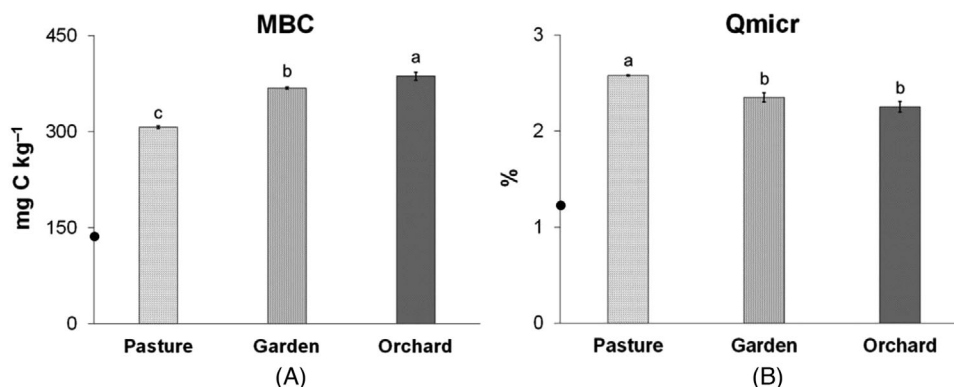 MBC
mg C kg⁻¹
450
300
150
0
c
b
a
Pasture Garden Orchard
(A)
Qmicr
%
3
2
1
0
a
b
b
Pasture Garden Orchard
(B)